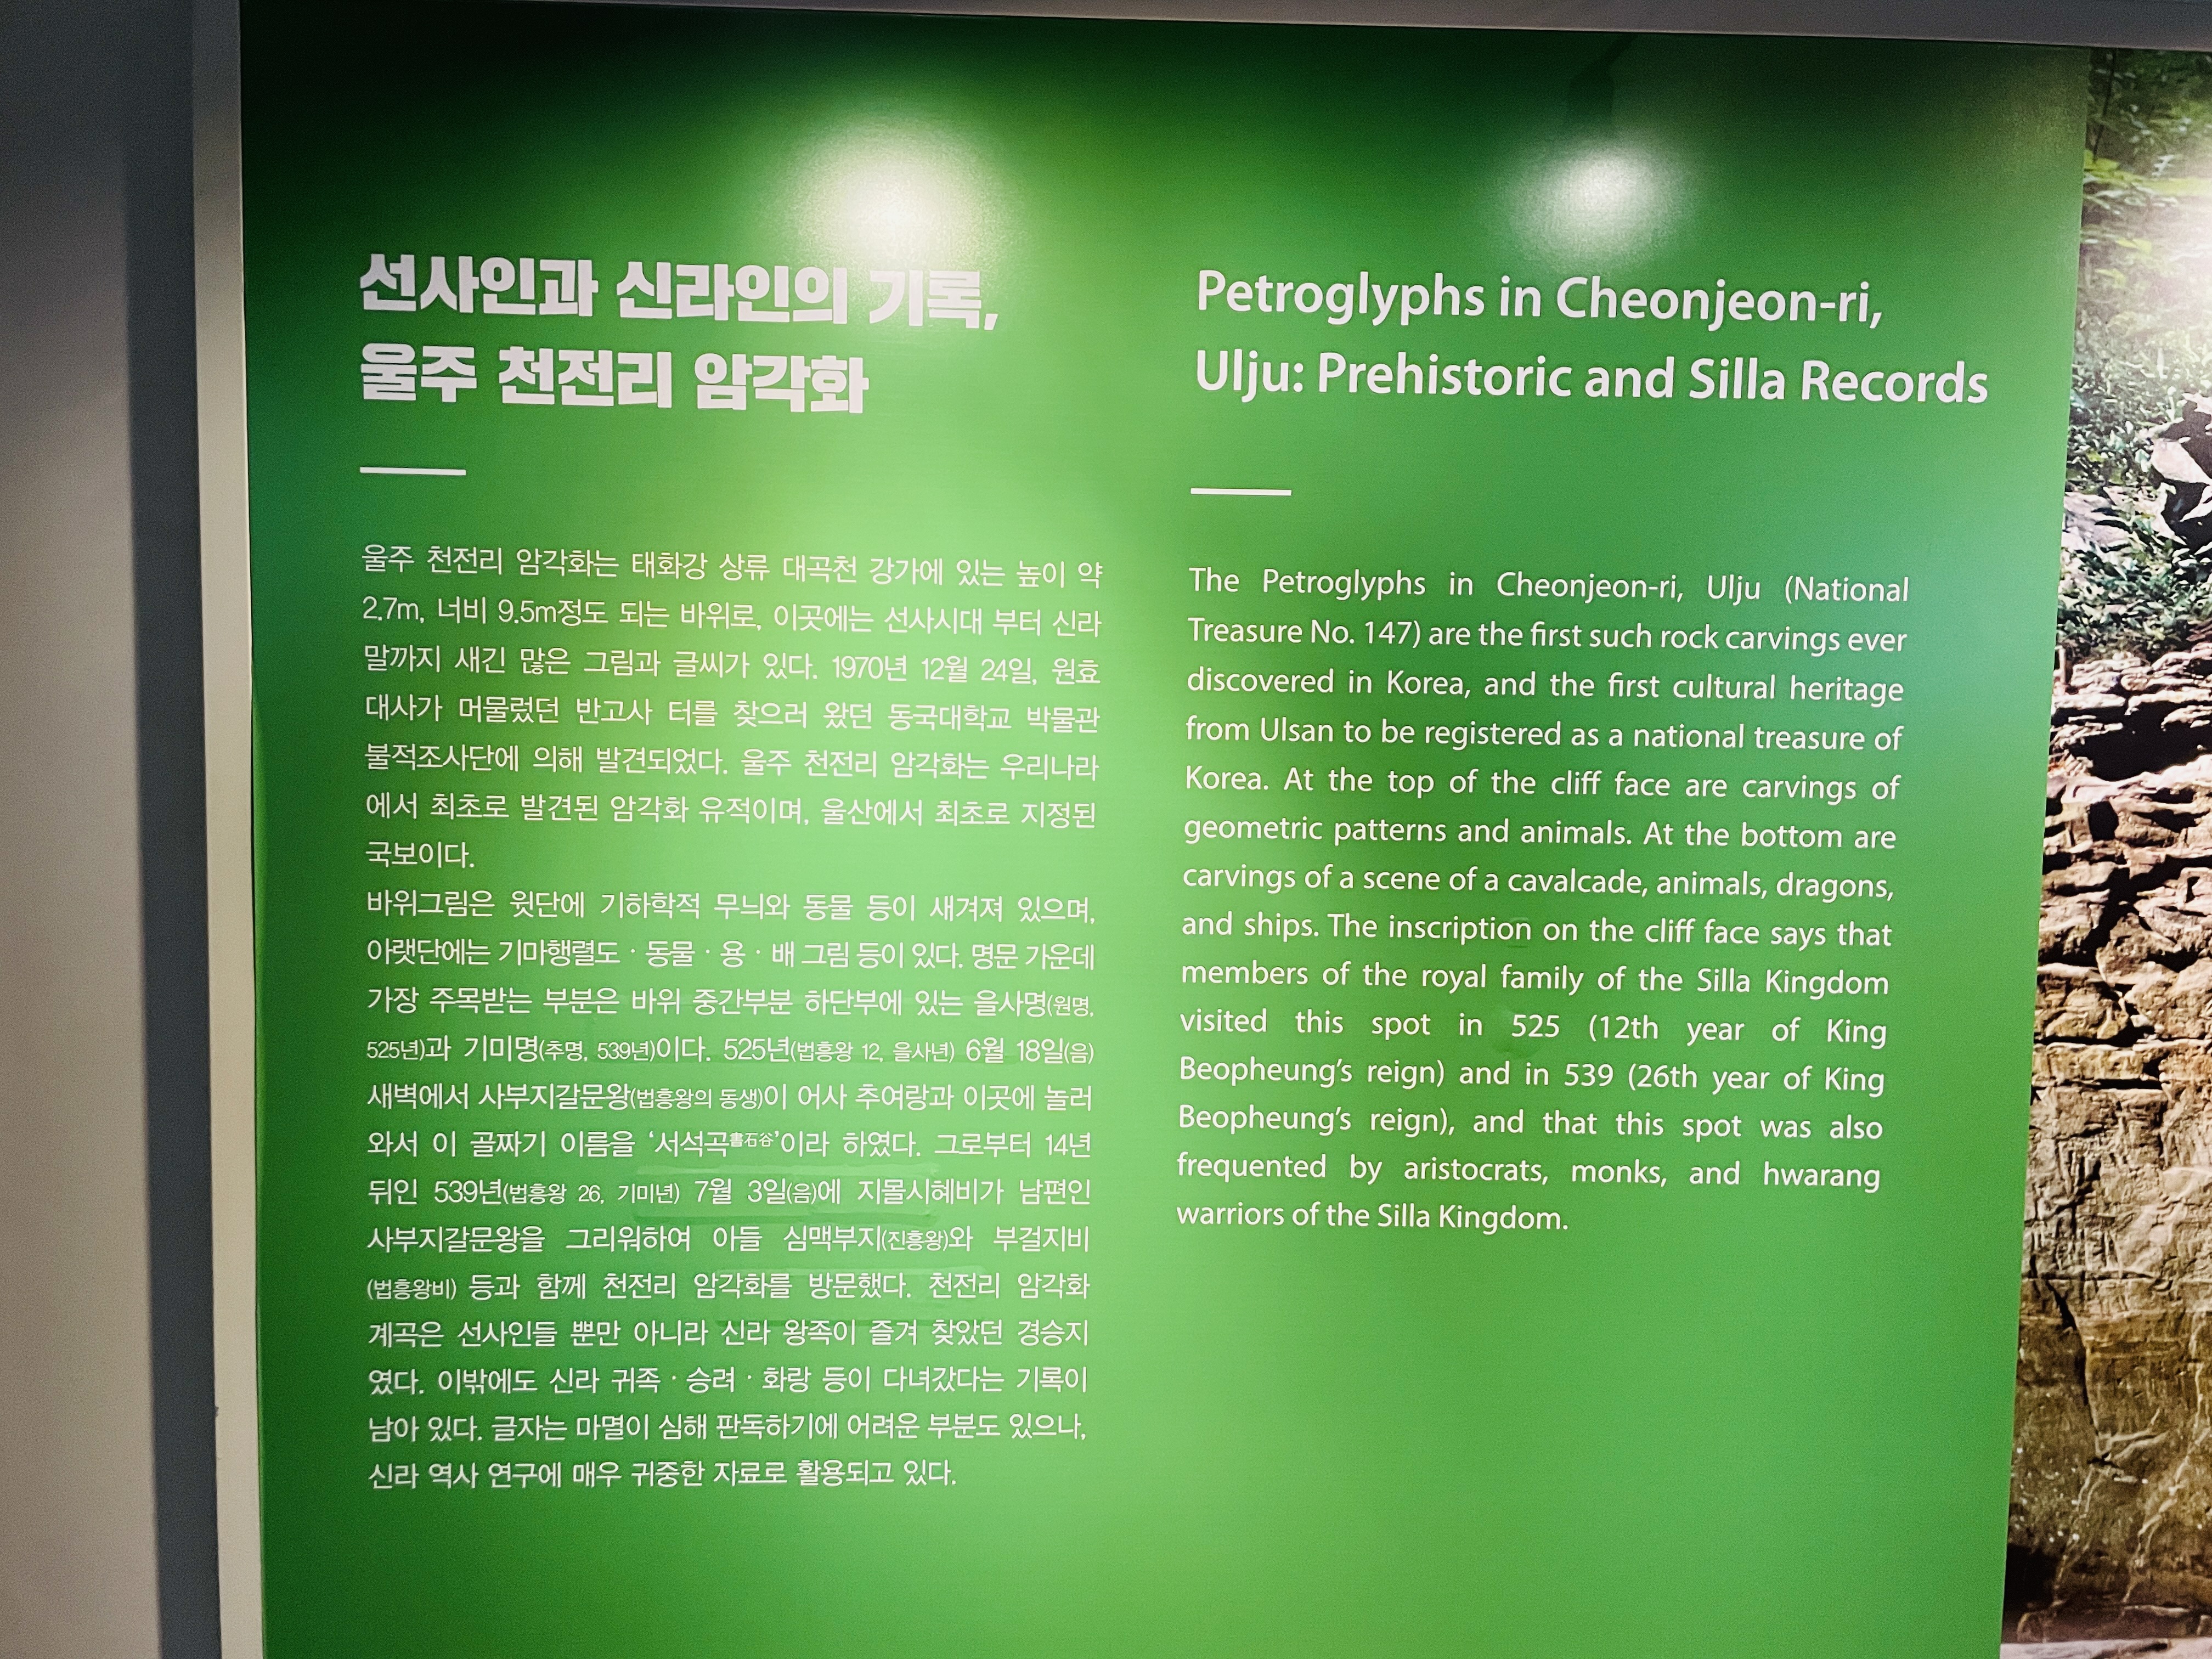 선사인과 신라인의 기록,
울주 천전리 암각화
울주 천전리 암각화는 태화강 상류 대곡천 강가에 있는 높이 약
2.7m, 너비 9.5m정도 되는 바위로, 이곳에는 선사시대 부터 신라
말까지 새긴 많은 그림과 글씨가 있다. 1970년 12월 24일, 원효
대사가 머물렀던 반고사 터를 찾으러 왔던 동국대학교 박물관
불적조사단에 의해 발견되었다. 울주 천전리 암각화는 우리나라
에서 최초로 발견된 암각화 유적이며, 울산에서 최초로 지정된
국보이다.
바위그림은 윗단에 기하학적 무늬와 동물 등이 새겨져 있으며,
아랫단에는 기마행렬도 · 동물 · 용 · 배 그림 등이 있다. 명문 가운데
가장 주목받는 부분은 바위 중간부분 하단부에 있는 을사명(원명,
525년)과 기미명(추명, 539년)이다. 525년(법흥왕 12, 을사년) 6월 18일(음)
새벽에서 사부지갈문왕(법흥왕의 동생)이 어사 추여랑과 이곳에 놀러
와서 이 골짜기 이름을 ‘서석곡書石谷’이라 하였다. 그로부터 14년
뒤인 539년(법흥왕 26, 기미년) 7월 3일(음)에 지몰시혜비가 남편인
사부지갈문왕을 그리워하여 아들 심맥부지(진흥왕)와 부걸지비
(법흥왕비) 등과 함께 천전리 암각화를 방문했다. 천전리 암각화
계곡은 선사인들 뿐만 아니라 신라 왕족이 즐겨 찾았던 경승지
였다. 이밖에도 신라 귀족 · 승려 · 화랑 등이 다녀갔다는 기록이
남아 있다. 글자는 마멸이 심해 판독하기에 어려운 부분도 있으나,
신라 역사 연구에 매우 귀중한 자료로 활용되고 있다.
Petroglyphs in Cheonjeon-ri,
Ulju: Prehistoric and Silla Records
The Petroglyphs in Cheonjeon-ri, Ulju (National
Treasure No. 147) are the first such rock carvings ever
discovered in Korea, and the first cultural heritage
from Ulsan to be registered as a national treasure of
Korea. At the top of the cliff face are carvings of
geometric patterns and animals. At the bottom are
carvings of a scene of a cavalcade, animals, dragons,
and ships. The inscription on the cliff face says that
members of the royal family of the Silla Kingdom
visited this spot in 525 (12th year of King
Beopheung’s reign) and in 539 (26th year of King
Beopheung’s reign), and that this spot was also
frequented by aristocrats, monks, and hwarang
warriors of the Silla Kingdom.